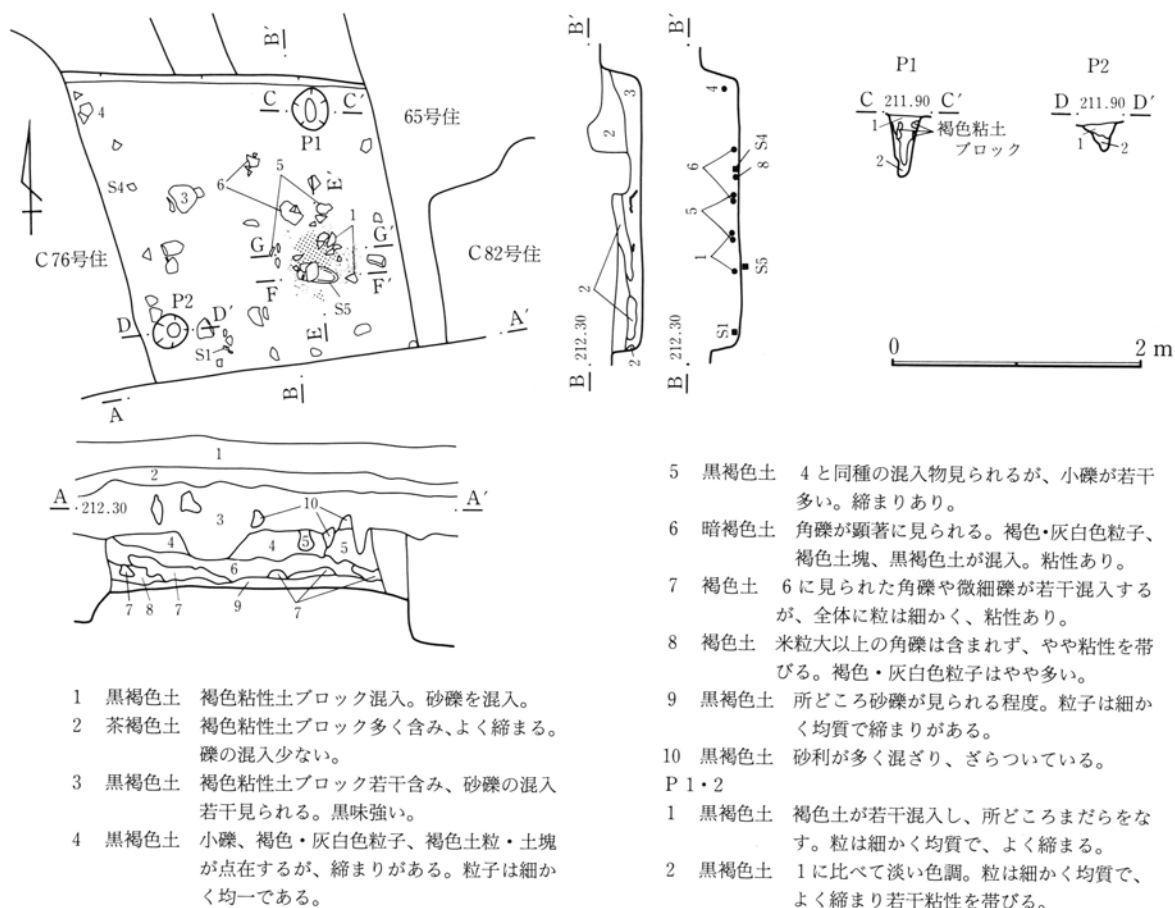 B′
C
C′
P1
65号住
4
6
5
E′
S4
3
1
G
G′
C76号住
C82号住
F
F′
S5
P2
D
D′
S1
E
A′
B
A
B′
3
2
2
2
B 212.30
B′
4
S4
8
6
5
1
S5
S1
B 212.30
P1
C 211.90 C′
1
2
褐色粘土
ブロック
P2
D 211.90 D′
1
2
0
2 m
1
2
A 212.30
A′
3
10
4
4
5
5
6
7
8
7
9
7
1 黒褐色土 褐色粘性土ブロック混入。砂礫を混入。
2 茶褐色土 褐色粘性土ブロック多く含み、よく締まる。
礫の混入少ない。
3 黒褐色土 褐色粘性土ブロック若干含み、砂礫の混入
若干見られる。黒味強い。
4 黒褐色土 小礫、褐色・灰白色粒子、褐色土粒・土塊
が点在するが、締まりがある。粒子は細か
く均一である。
5 黒褐色土 4と同種の混入物見られるが、小礫が若干
多い。締まりあり。
6 暗褐色土 角礫が顕著に見られる。褐色・灰白色粒子、
褐色土塊、黒褐色土が混入。粘性あり。
7 褐色土 6に見られた角礫や微細礫が若干混入する
が、全体に粒は細かく、粘性あり。
8 褐色土 米粒大以上の角礫は含まれず、やや粘性を帯
びる。褐色・灰白色粒子はやや多い。
9 黒褐色土 所どころ砂礫が見られる程度。粒子は細か
く均質で締まりがある。
10 黒褐色土 砂利が多く混ざり、ざらついている。
P 1・2
1 黒褐色土 褐色土が若干混入し、所どころまだらをな
す。粒は細かく均質で、よく締まる。
2 黒褐色土 1に比べて淡い色調。粒は細かく均質で、
よく締まり若干粘性を帯びる。